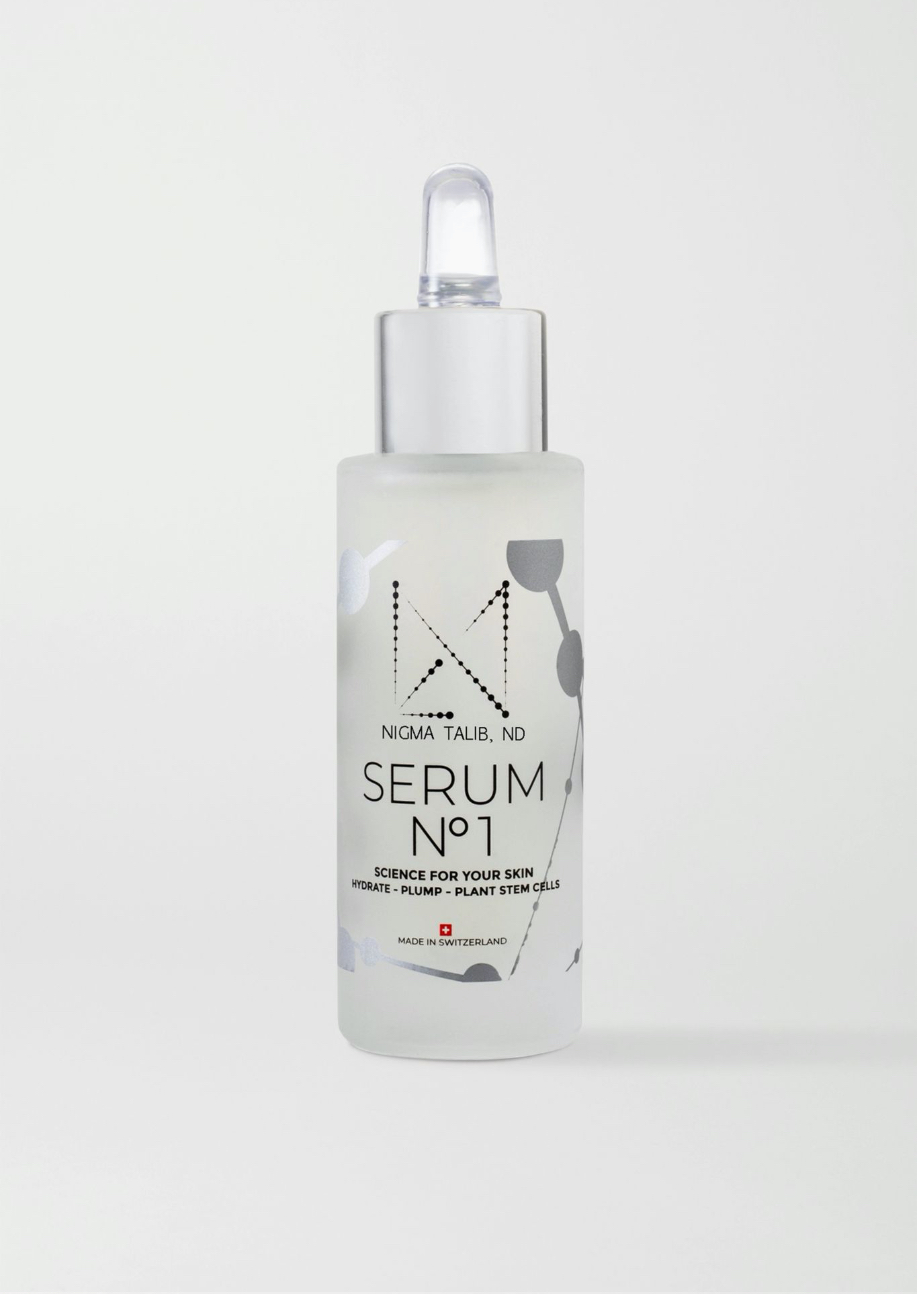 NIGMA TALIB, ND
SERUM
Nº1
SCIENCE FOR YOUR SKIN
HYDRATE - PLUMP - PLANT STEM CELLS
MADE IN SWITZERLAND